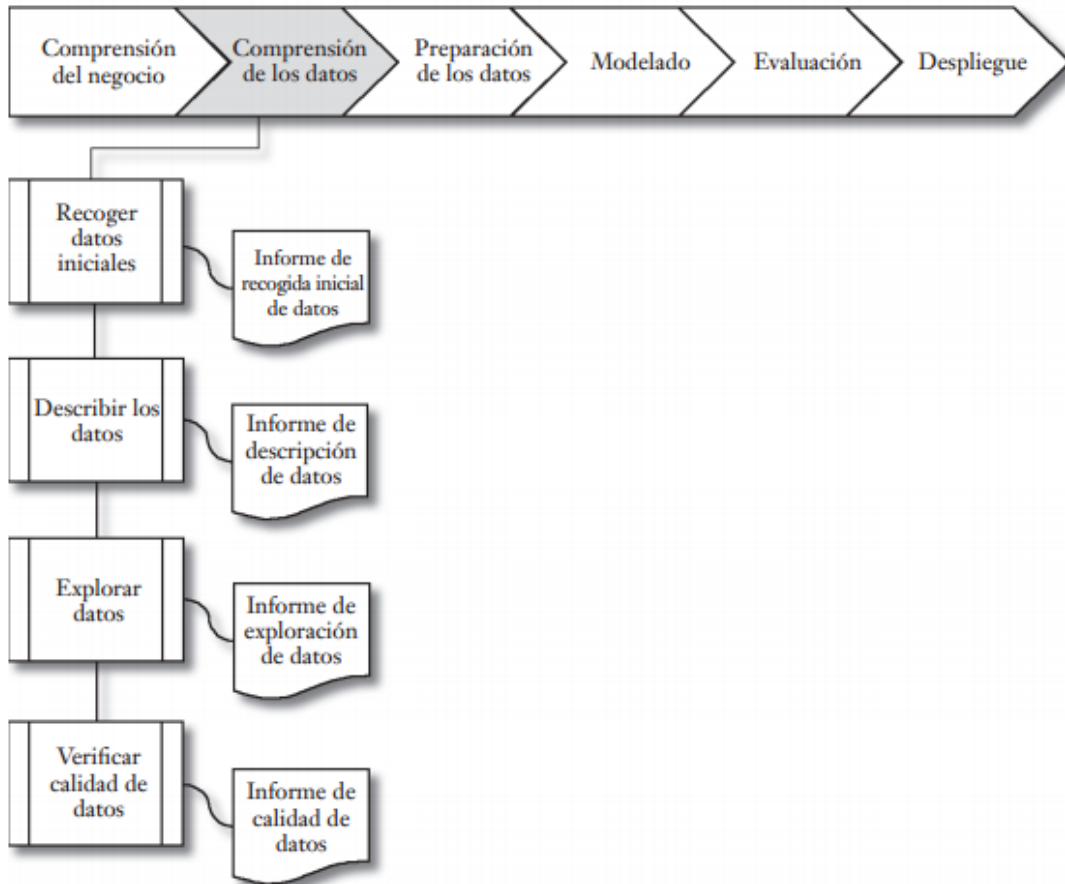 Comprensión
del negocio
Comprensión
de los datos
Preparación
de los datos
Modelado
Evaluación
Despliegue
Recoger
datos
iniciales
Informe de
recogida inicial
de datos
Describir los
datos
Informe de
descripción
de datos
Explorar
datos
Informe de
exploración
de datos
Verificar
calidad de
datos
Informe de
calidad de
datos